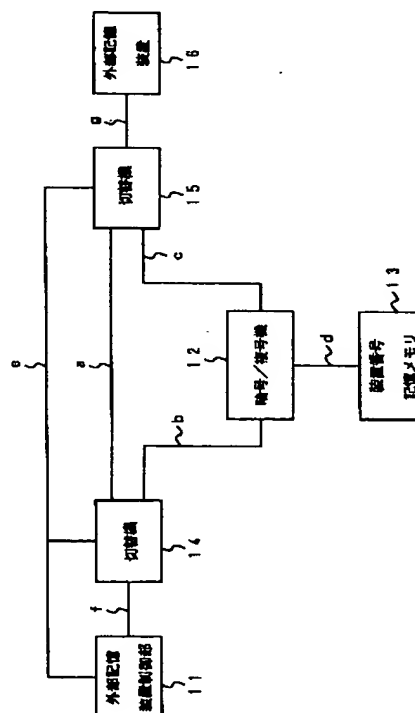 外部記憶
装置
16
g
切替機
15
e
a
c
暗号/複号機
12
d
装置番号
記憶メモリ
13
b
切替機
14
f
外部記憶
装置制御部
11